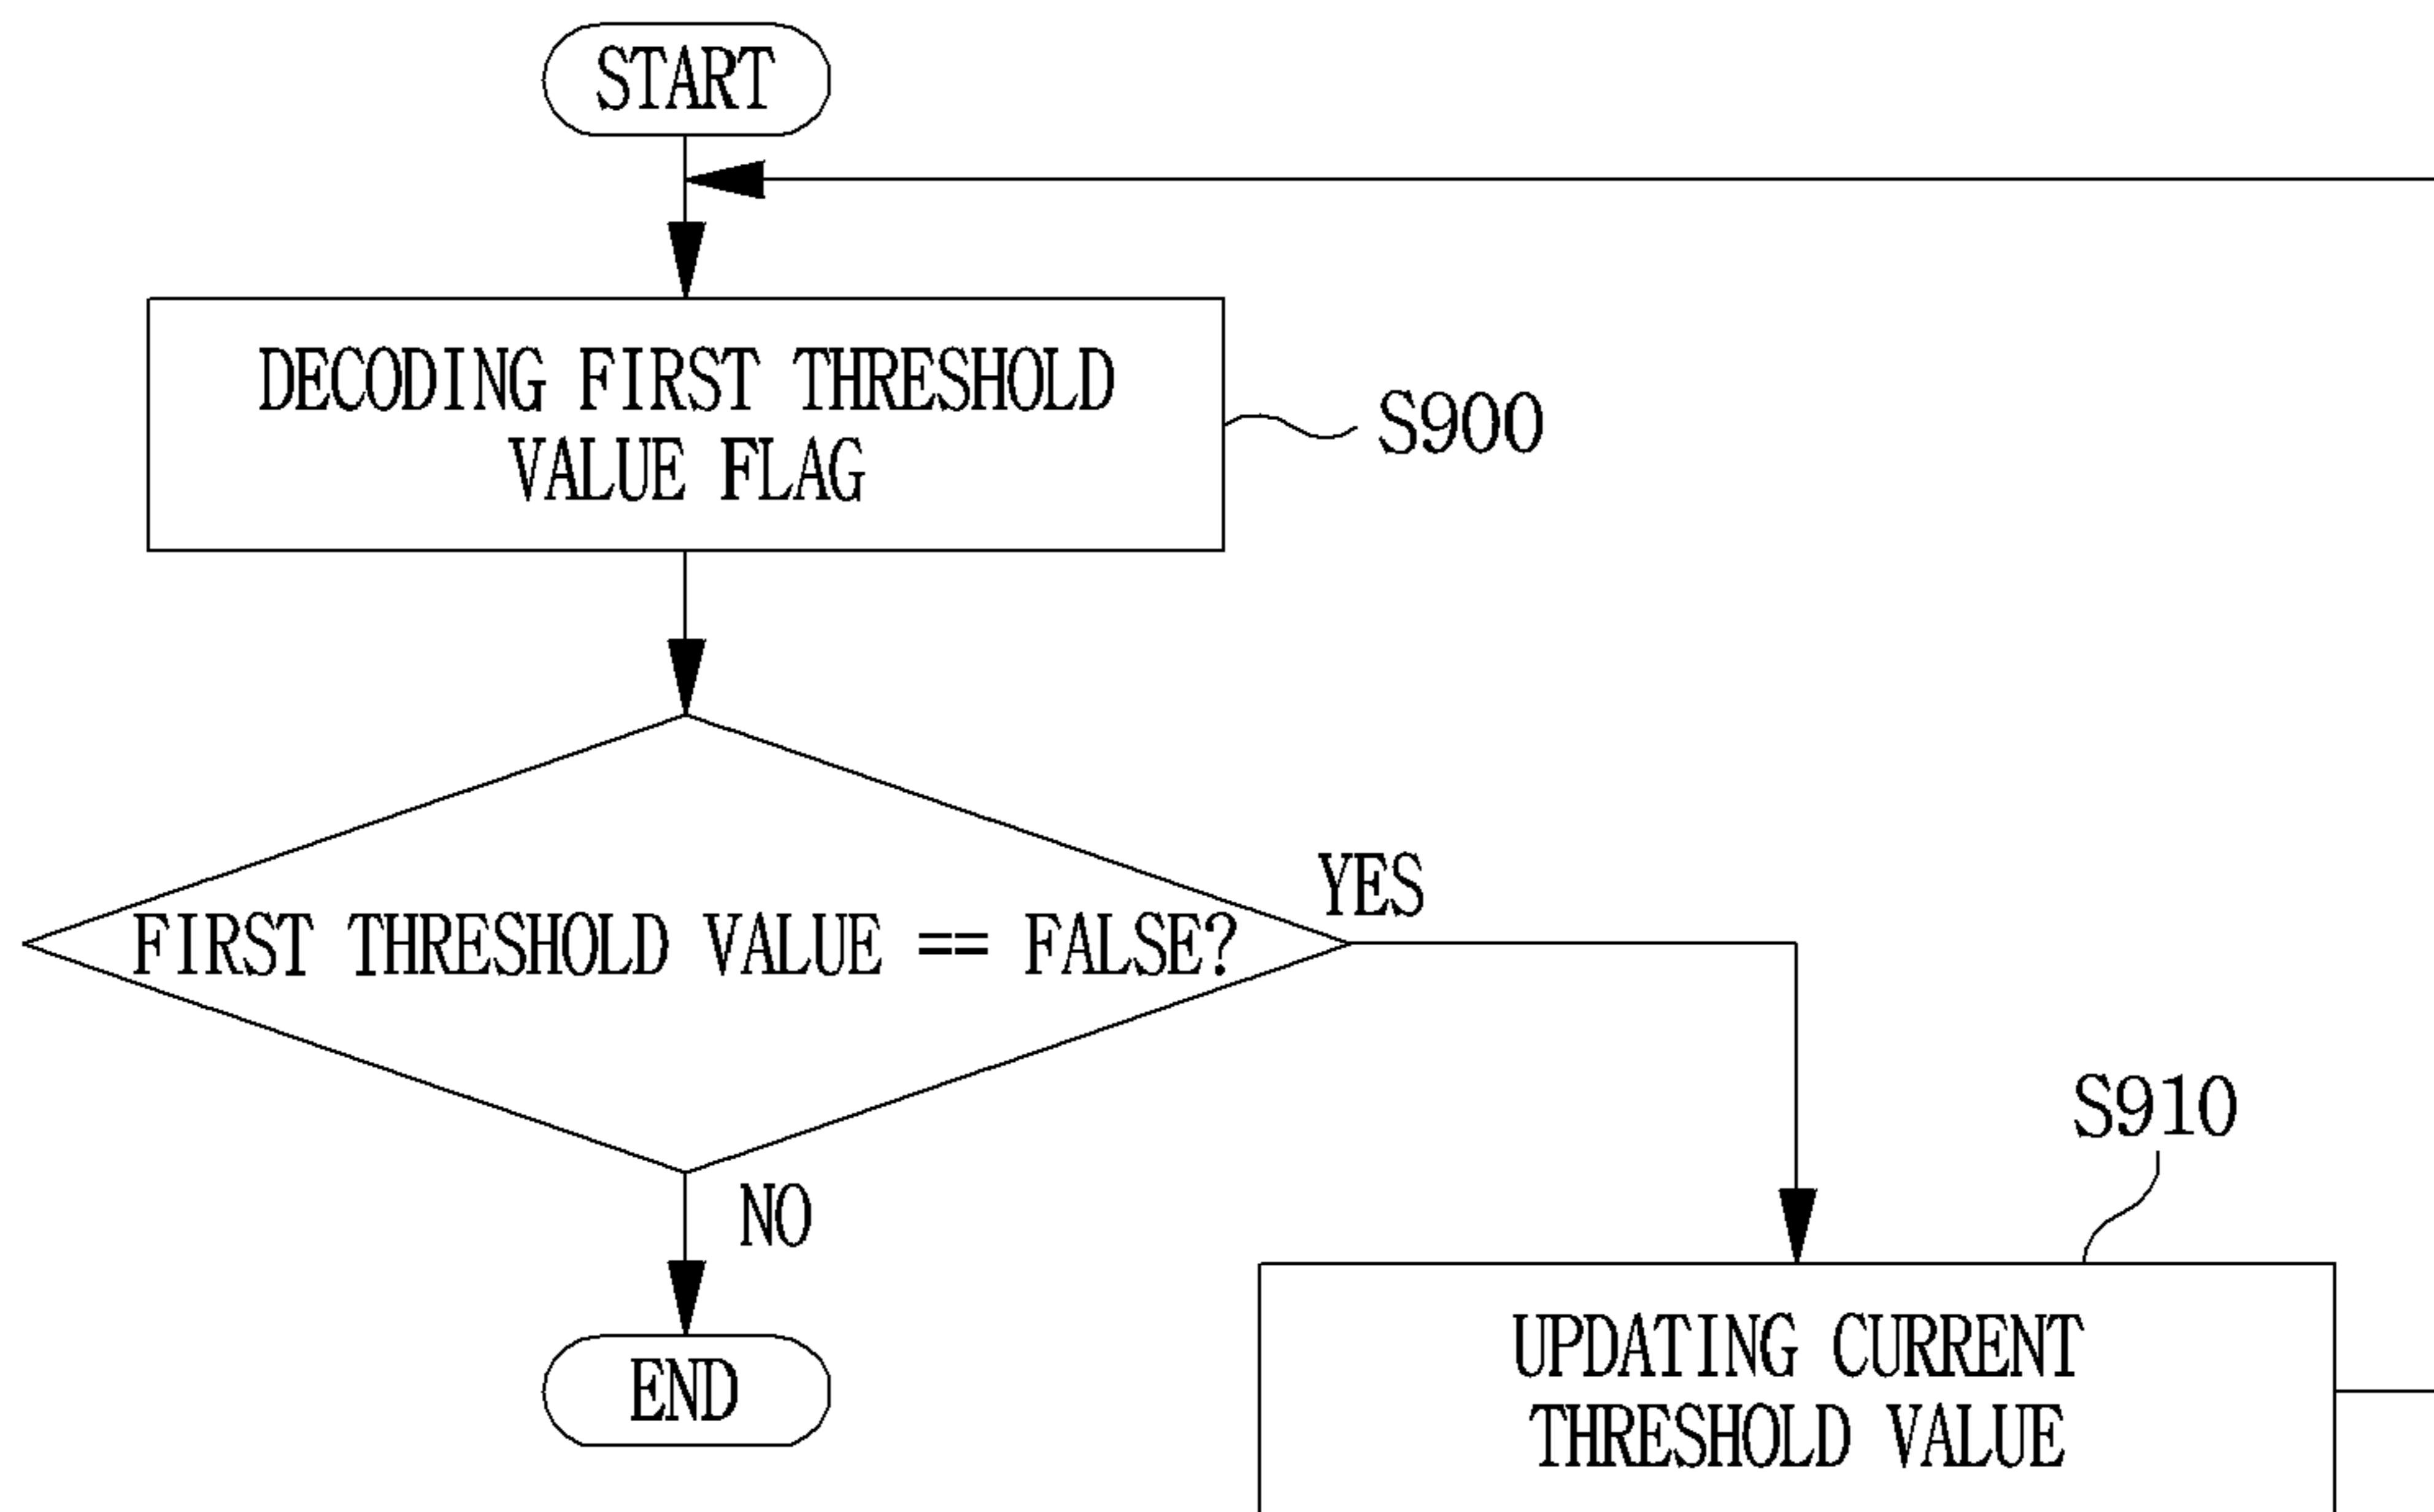 START
DECODING FIRST THRESHOLD
VALUE FLAG
S900
FIRST THRESHOLD VALUE == FALSE?
YES
NO
S910
END
UPDATING CURRENT
THRESHOLD VALUE